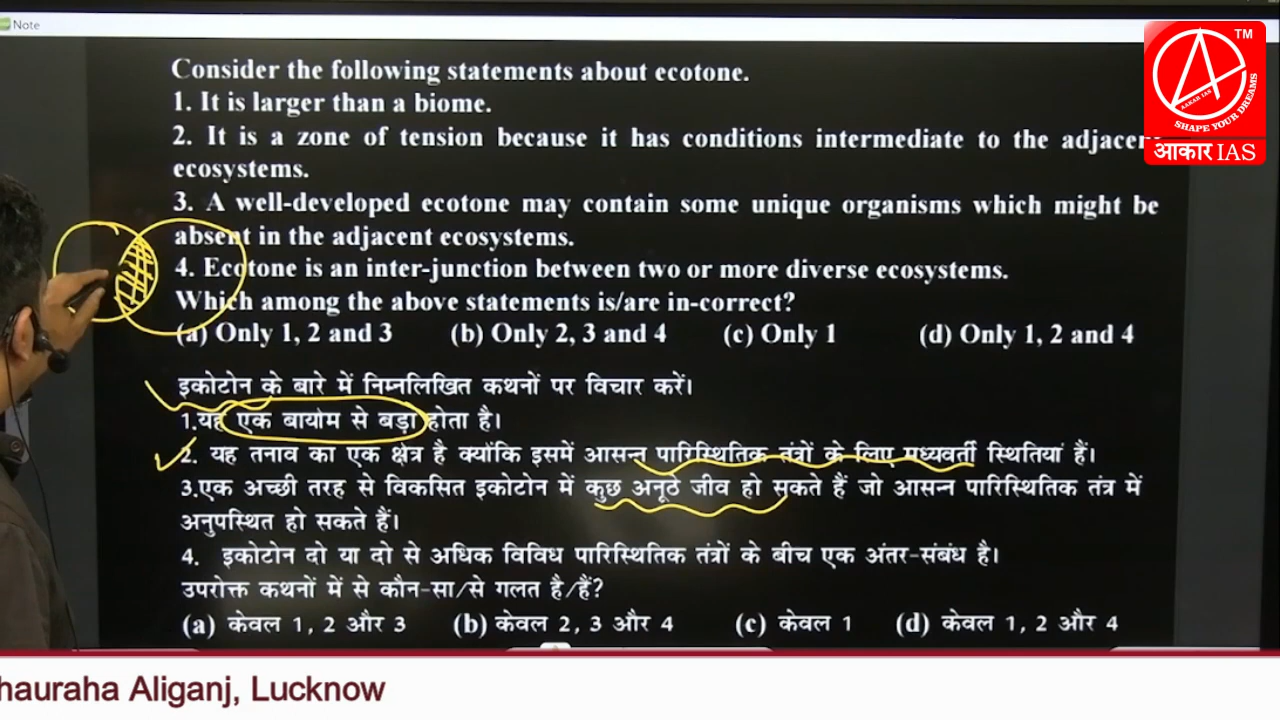 Note
Consider the following statements about ecotone.
1. It is larger than a biome.
2. It is a zone of tension because it has conditions intermediate to the
ecosystems.
3. A well-developed ecotone may contain some unique organisms which might be
absent in the adjacent ecosystems.
4. Ecotone is an inter-junction between two or more diverse ecosystems.
Which among the above statements is/are in-correct?
(a) Only 1, 2 and 3 (b) Only 2, 3 and 4 (c) Only 1 (d) Only 1, 2 and 4
इकोटोन के बारे में निम्नलिखित कथनों पर विचार करें।
1.यह एक बायोम से बड़ा होता है।
2. यह तनाव का एक क्षेत्र है क्योंकि इसमें आसन्न पारिस्थितिक तंत्रों के लिए मध्यवर्ती स्थितियां हैं।
3.एक अच्छी तरह से विकसित इकोटोन में कुछ अनूठे जीव हो सकते हैं जो आसन्न पारिस्थितिक तंत्र में
अनुपस्थित हो सकते हैं।
4. इकोटोन दो या दो से अधिक विविध पारिस्थितिक तंत्रों के बीच एक अंतर-संबंध है।
उपरोक्त कथनों में से कौन-सा/से गलत है/हैं?
(a) केवल 1, 2 और 3 (b) केवल 2, 3 और 4 (c) केवल 1 (d) केवल 1, 2 और 4
TM
AAKAR IAS
SHAPE YOUR DREAMS
आकार IAS
hauraha Aliganj, Lucknow